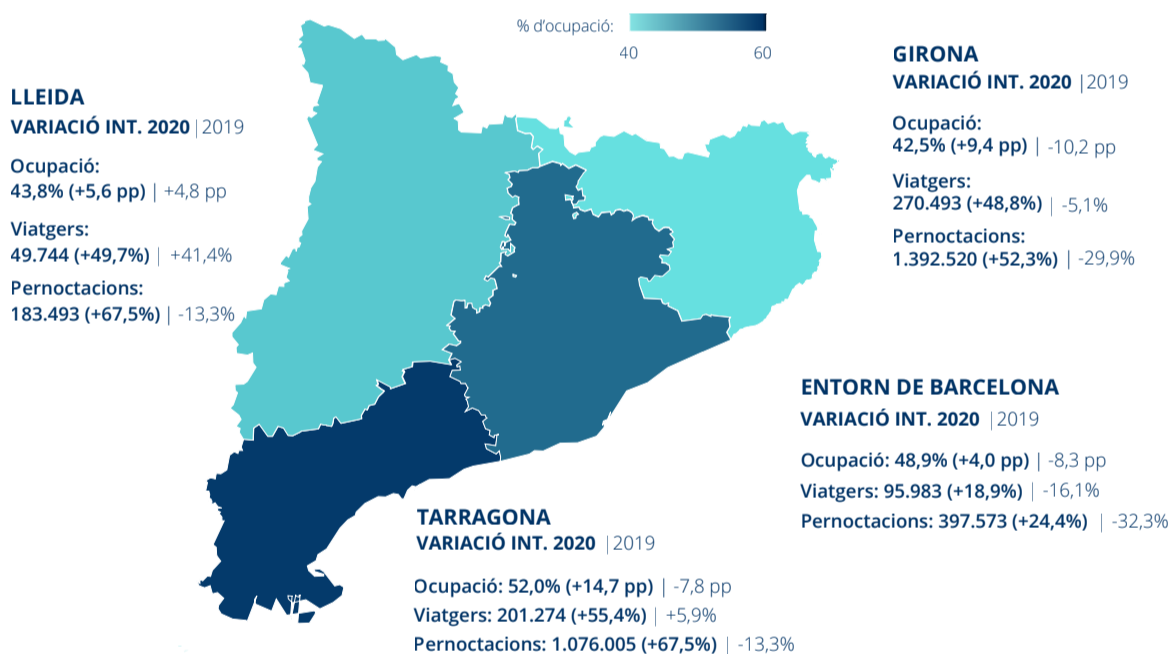 % d'ocupació:
40 60
LLEIDA
VARIACIÓ INT. 2020 | 2019
Ocupació:
43,8% (+5,6 pp) | +4,8 pp
Viatgers:
49.744 (+49,7%) | +41,4%
Pernoctacions:
183.493 (+67,5%) | -13,3%
GIRONA
VARIACIÓ INT. 2020 | 2019
Ocupació:
42,5% (+9,4 pp) | -10,2 pp
Viatgers:
270.493 (+48,8%) | -5,1%
Pernoctacions:
1.392.520 (+52,3%) | -29,9%
ENTORN DE BARCELONA
VARIACIÓ INT. 2020 | 2019
Ocupació: 48,9% (+4,0 pp) | -8,3 pp
Viatgers: 95.983 (+18,9%) | -16,1%
Pernoctacions: 397.573 (+24,4%) | -32,3%
TARRAGONA
VARIACIÓ INT. 2020 | 2019
Ocupació: 52,0% (+14,7 pp) | -7,8 pp
Viatgers: 201.274 (+55,4%) | +5,9%
Pernoctacions: 1.076.005 (+67,5%) | -13,3%